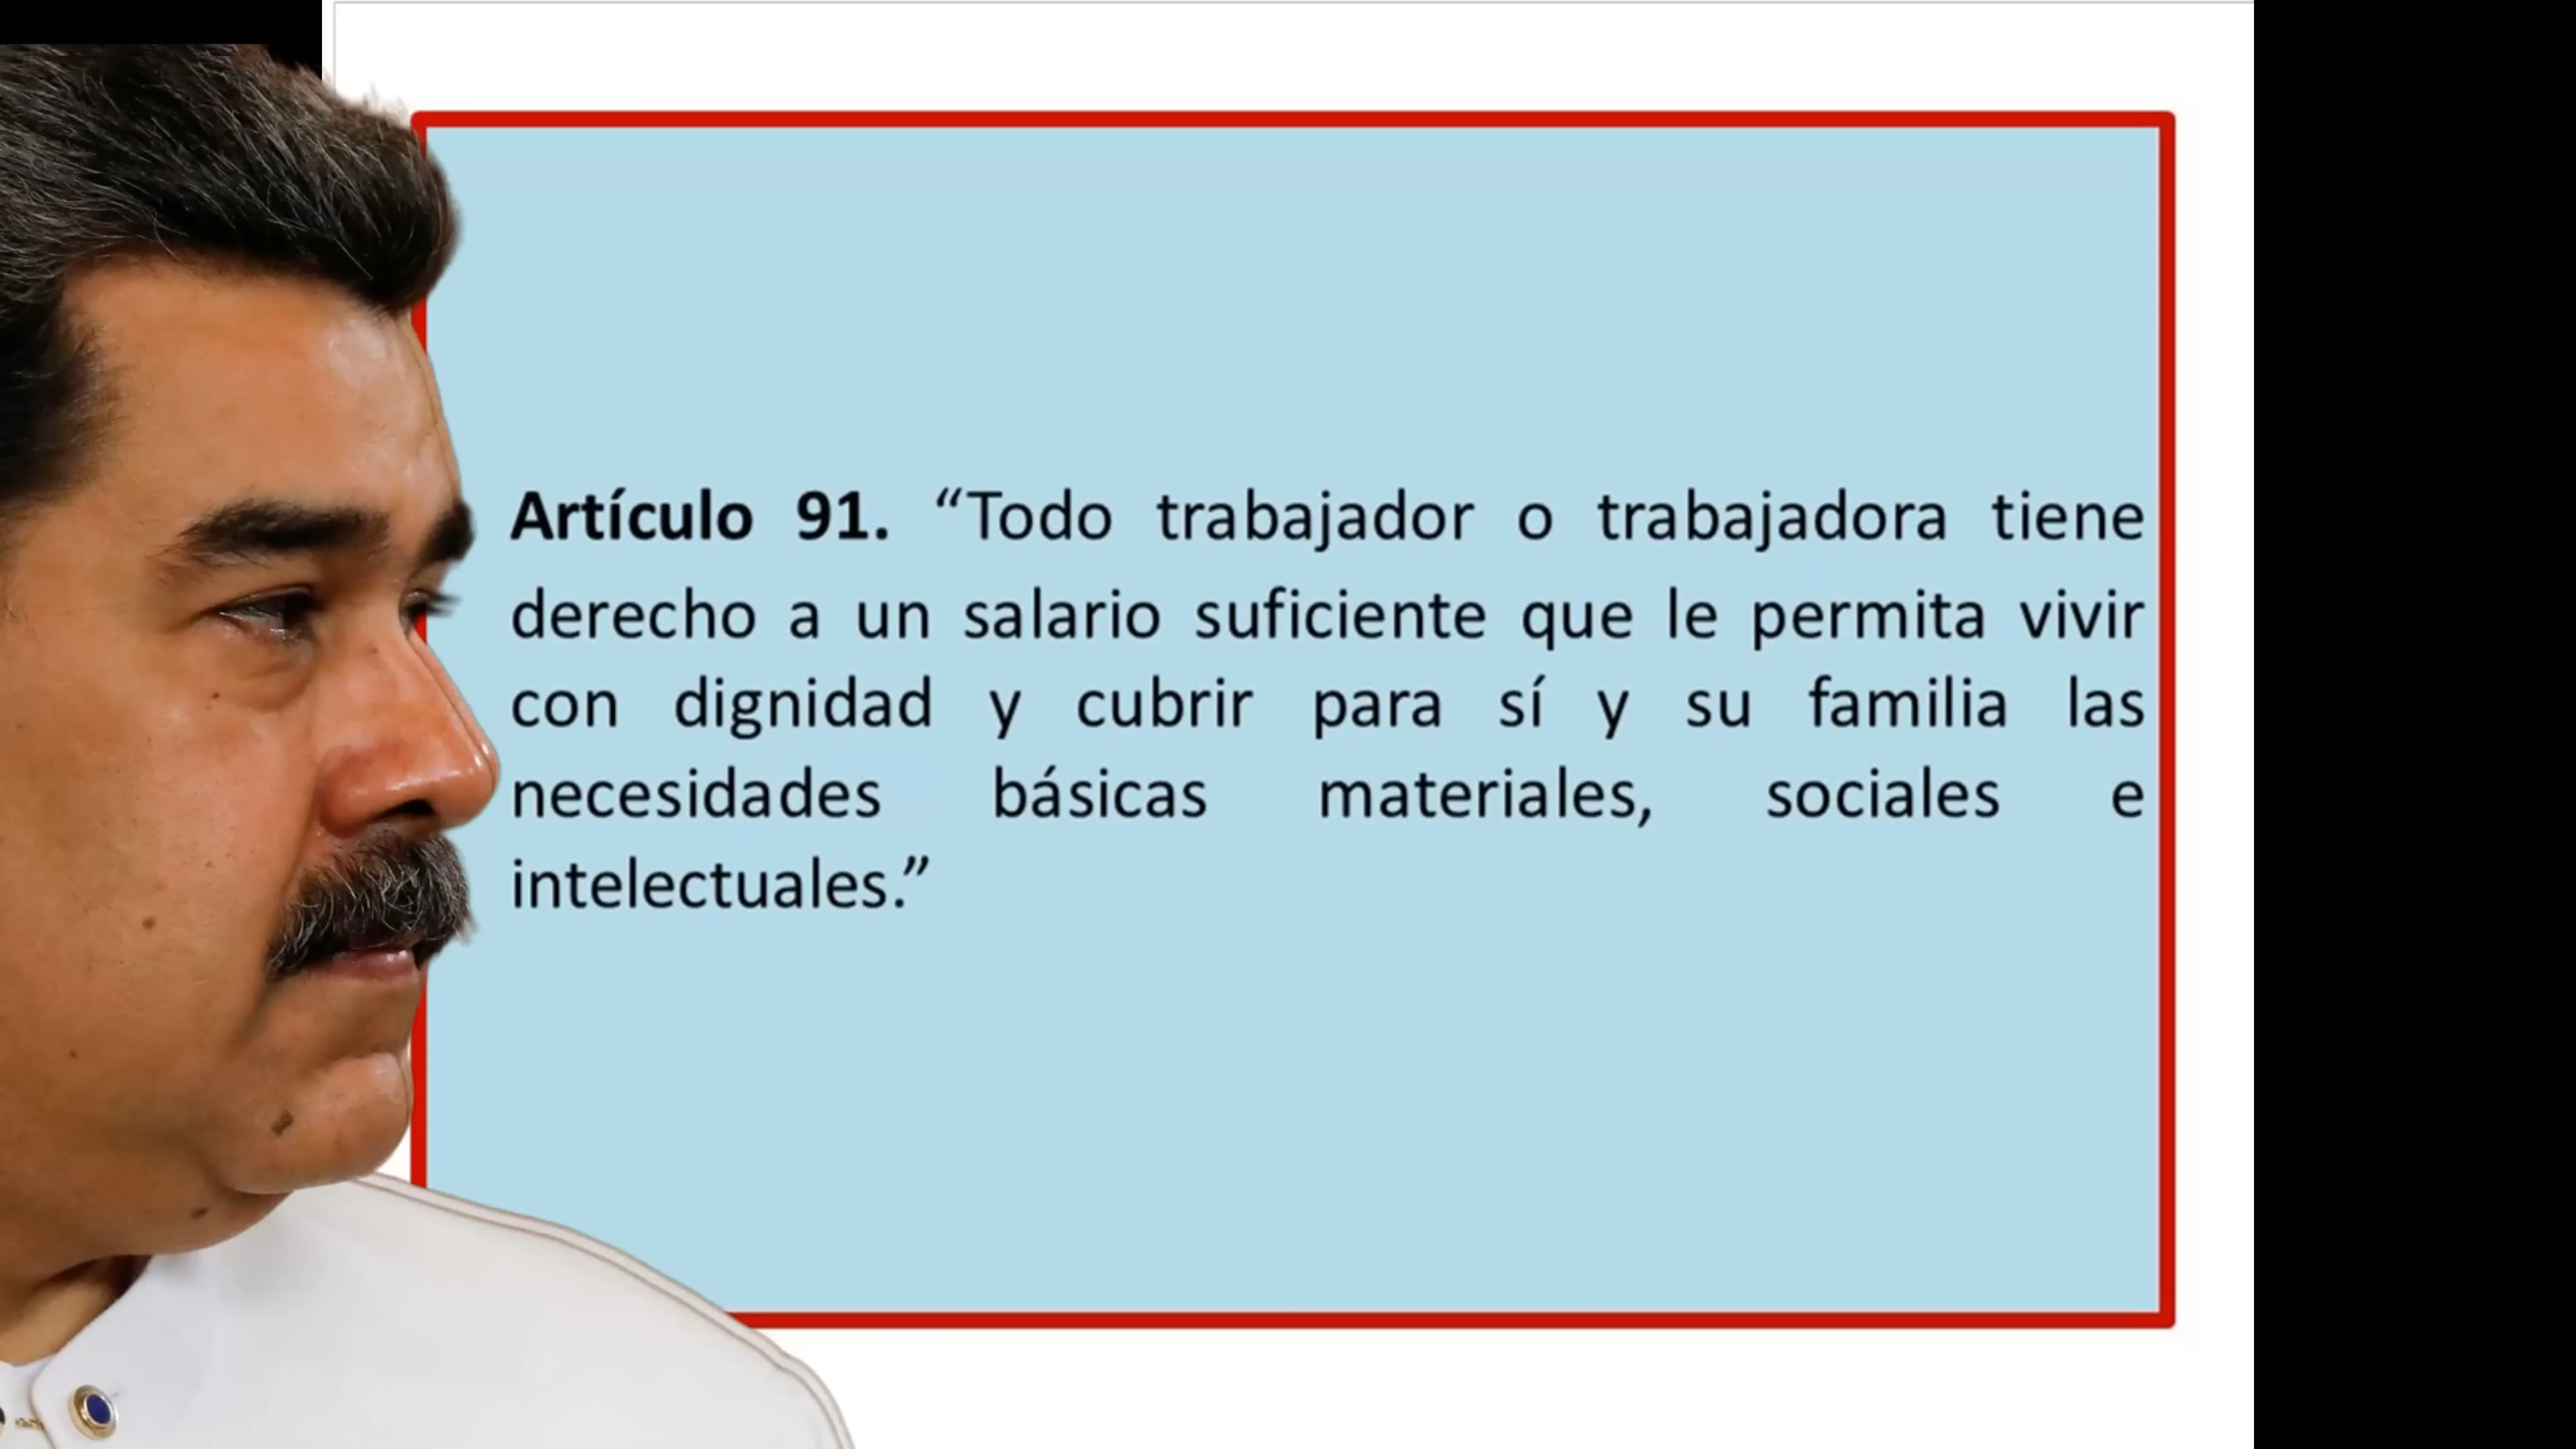 Artículo 91. “Todo trabajador o trabajadora tiene
derecho a un salario suficiente que le permita vivir
con dignidad y cubrir para sí y su familia las
necesidades básicas materiales, sociales e
intelectuales.”